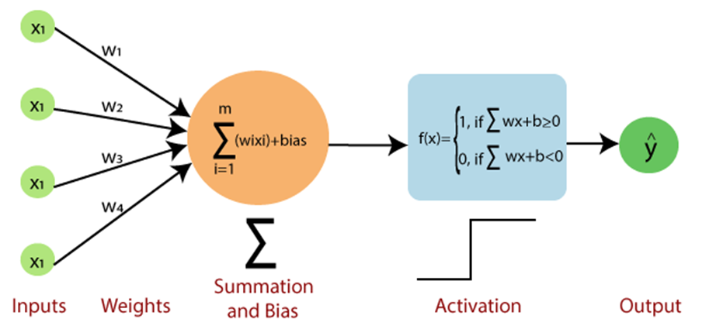 x1
x1
x1
x1
w1
w2
w3
w4
m
∑(wixi)+bias
i=1
f(x)={1, if ∑ wx+b≥0
0, if ∑ wx+b<0
ŷ
∑
Inputs
Weights
Summation
and Bias
Activation
Output